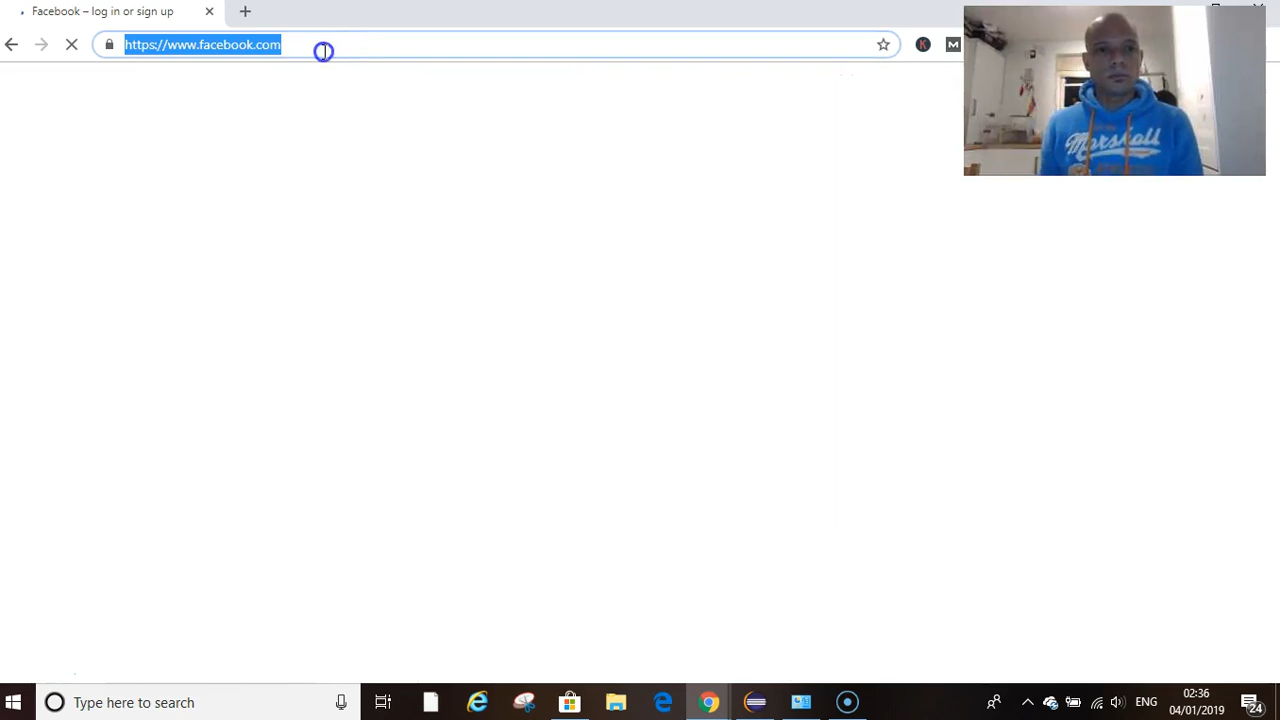 Facebook – log in or sign up
https://www.facebook.com
K
M
Marshall
Type here to search
ENG
02:36
04/01/2019
24